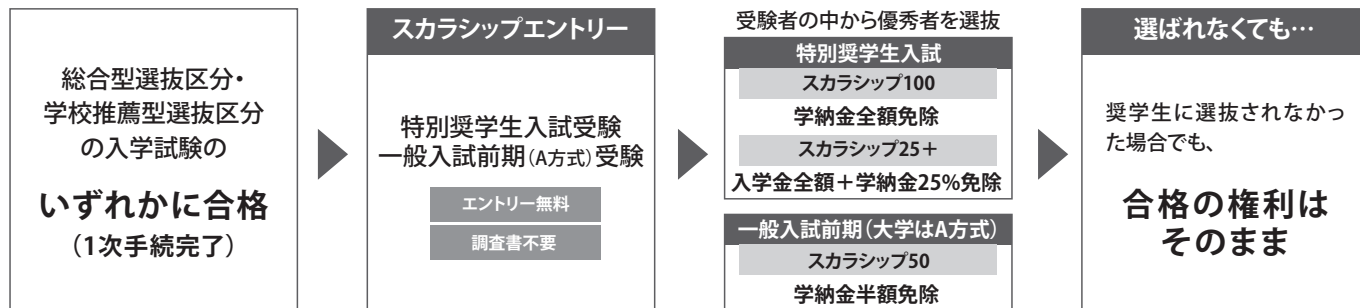 総合型選抜区分・
学校推薦型選抜区分
の入学試験の
いずれかに合格
（1次手続完了）
スカラシップエントリー
特別奨学生入試受験
一般入試前期（A方式）受験
エントリー無料
調査書不要
受験者の中から優秀者を選抜
特別奨学生入試
スカラシップ100
学納金全額免除
スカラシップ25＋
入学金全額＋学納金25%免除
一般入試前期（大学はA方式）
スカラシップ50
学納金半額免除
選ばれなくても…
奨学生に選抜されなかっ
た場合でも、
合格の権利は
そのまま